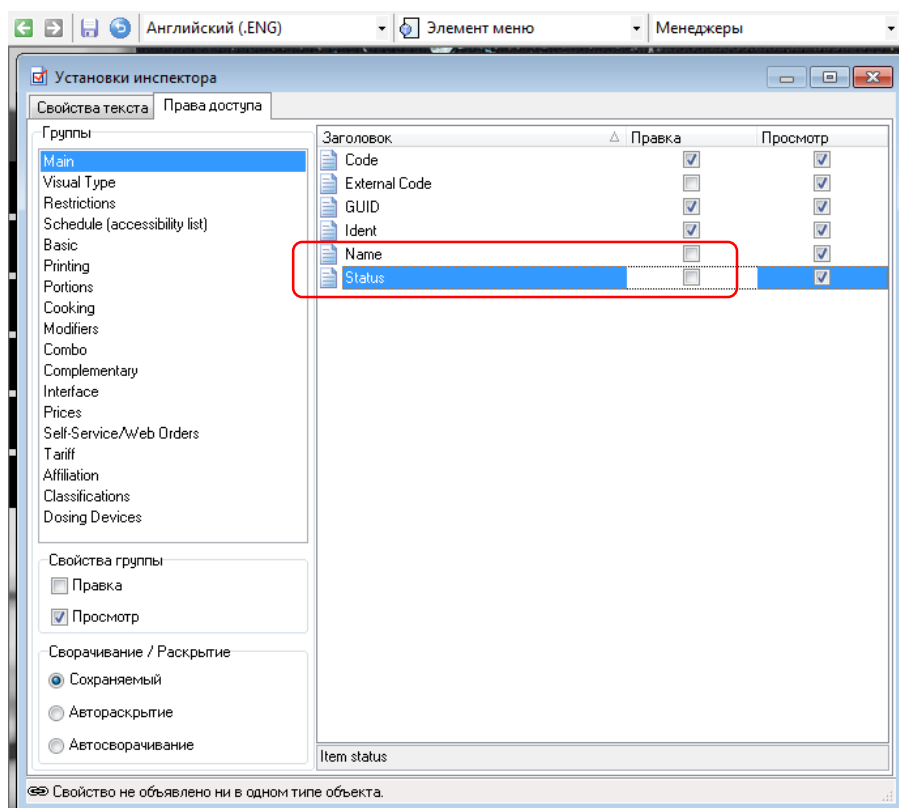 Английский (.ENG) Элемент меню Менеджеры
Установки инспектора
Свойства текста Права доступа
Группы
Main
Visual Type
Restrictions
Schedule (accessibility list)
Basic
Printing
Portions
Cooking
Modifiers
Combo
Complementary
Interface
Prices
Self-Service/Web Orders
Tariff
Affiliation
Classifications
Dosing Devices
Заголовок Правка Просмотр
Code
External Code
GUID
Ident
Name
Status
Свойства группы
Правка
Просмотр
Сворачивание / Раскрытие
Сохраняемый
Автораскрытие
Автосворачивание
Item status
Свойство не объявлено ни в одном типе объекта.